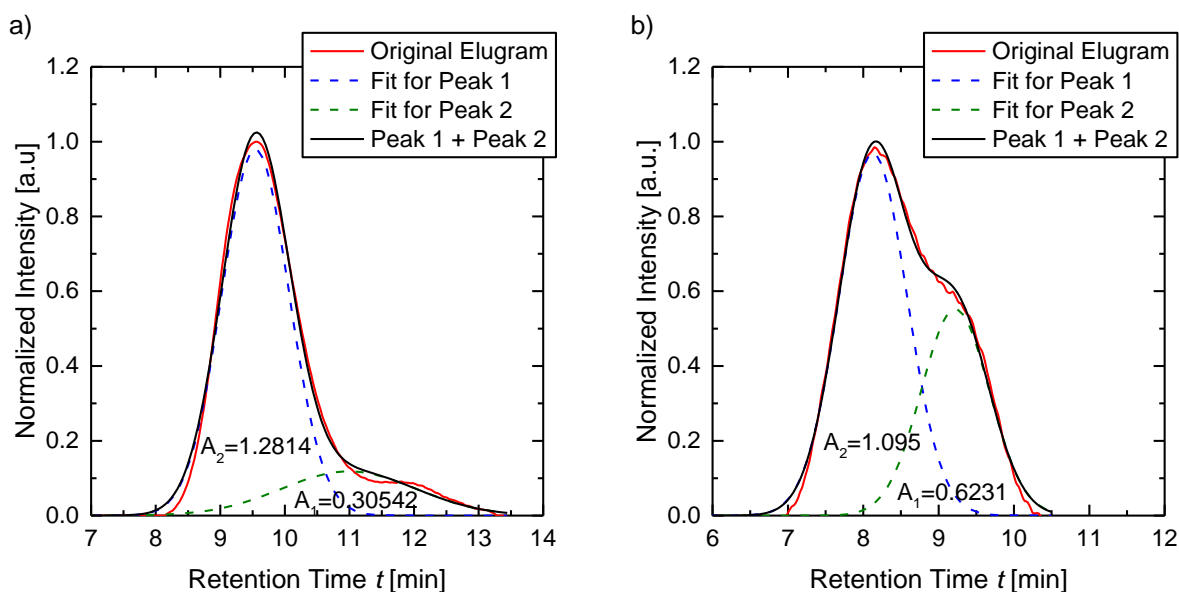 a)
Original Elugram
Fit for Peak 1
Fit for Peak 2
Peak 1 + Peak 2
Normalized Intensity [a.u]
1.2
1.0
0.8
0.6
0.4
0.2
0.0
A2=1.2814
A1=0.30542
7 8 9 10 11 12 13 14
Retention Time t [min]
b)
Original Elugram
Fit for Peak 1
Fit for Peak 2
Peak 1 + Peak 2
Normalized Intensity [a.u.]
1.2
1.0
0.8
0.6
0.4
0.2
0.0
A2=1.095
A1=0.6231
6 7 8 9 10 11 12
Retention Time t [min]